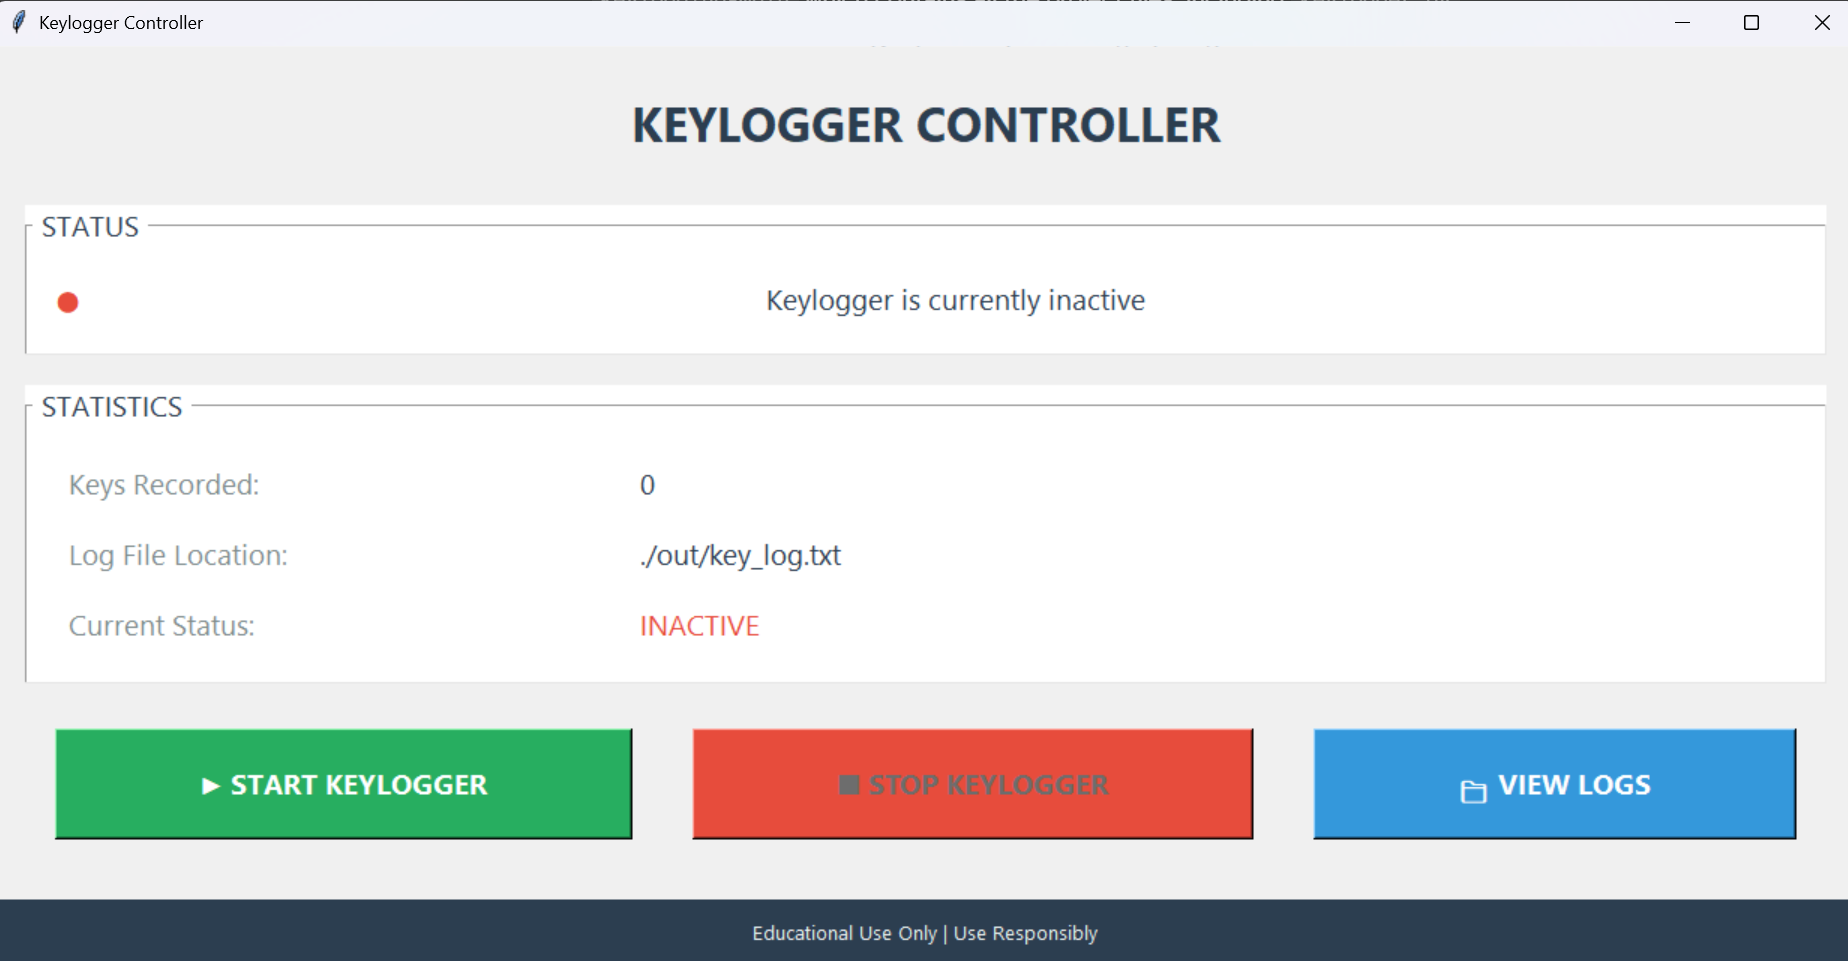 Keylogger Controller
KEYLOGGER CONTROLLER
STATUS
Keylogger is currently inactive
STATISTICS
Keys Recorded: 0
Log File Location: ./out/key_log.txt
Current Status: INACTIVE
► START KEYLOGGER ■ STOP KEYLOGGER VIEW LOGS
Educational Use Only | Use Responsibly